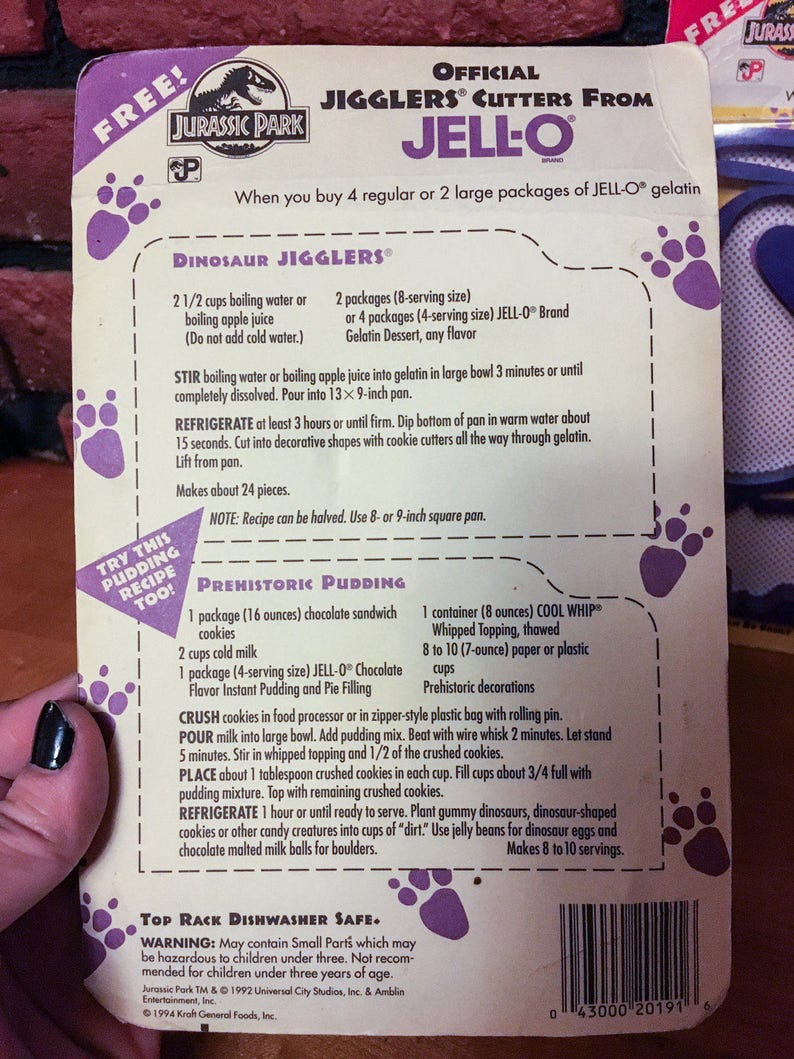 FREE!
JURASSIC PARK
JP
OFFICIAL
JIGGLERS® CUTTERS FROM
JELL-O®
BRAND
When you buy 4 regular or 2 large packages of JELL-O® gelatin
DINOSAUR JIGGLERS®
2 1/2 cups boiling water or
boiling apple juice
(Do not add cold water.)
2 packages (8-serving size)
or 4 packages (4-serving size) JELL-O® Brand
Gelatin Dessert, any flavor
STIR boiling water or boiling apple juice into gelatin in large bowl 3 minutes or until
completely dissolved. Pour into 13 × 9-inch pan.
REFRIGERATE at least 3 hours or until firm. Dip bottom of pan in warm water about
15 seconds. Cut into decorative shapes with cookie cutters all the way through gelatin.
Lift from pan.
Makes about 24 pieces.
NOTE: Recipe can be halved. Use 8- or 9-inch square pan.
TRY THIS
PUDDING
RECIPE
TOO!
PREHISTORIC PUDDING
1 package (16 ounces) chocolate sandwich
cookies
2 cups cold milk
1 package (4-serving size) JELL-O® Chocolate
Flavor Instant Pudding and Pie Filling
1 container (8 ounces) COOL WHIP®
Whipped Topping, thawed
8 to 10 (7-ounce) paper or plastic
cups
Prehistoric decorations
CRUSH cookies in food processor or in zipper-style plastic bag with rolling pin.
POUR milk into large bowl. Add pudding mix. Beat with wire whisk 2 minutes. Let stand
5 minutes. Stir in whipped topping and 1/2 of the crushed cookies.
PLACE about 1 tablespoon crushed cookies in each cup. Fill cups about 3/4 full with
pudding mixture. Top with remaining crushed cookies.
REFRIGERATE 1 hour or until ready to serve. Plant gummy dinosaurs, dinosaur-shaped
cookies or other candy creatures into cups of "dirt." Use jelly beans for dinosaur eggs and
chocolate malted milk balls for boulders. Makes 8 to 10 servings.
TOP RACK DISHWASHER SAFE.
WARNING: May contain Small Parts which may
be hazardous to children under three. Not recom-
mended for children under three years of age.
Jurassic Park TM & © 1992 Universal City Studios, Inc. & Amblin
Entertainment, Inc.
© 1994 Kraft General Foods, Inc.
0 43000 20191 6
FREE
JURASS
JP
W